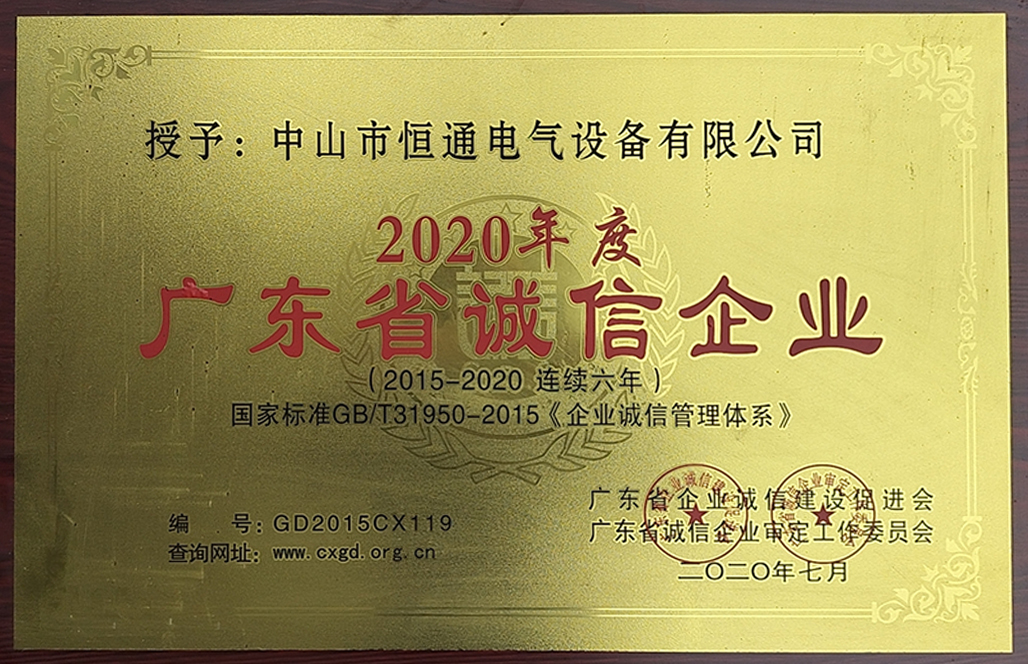 授予：中山市恒通电气设备有限公司
2020年度
广东省诚信企业
（2015-2020 连续六年）
国家标准GB/T31950-2015《企业诚信管理体系》
广东省企业诚信建设促进会
编 号：GD2015CX119
广东省诚信企业审定工作委员会
查询网址：www.cxgd.org.cn
二〇二〇年七月